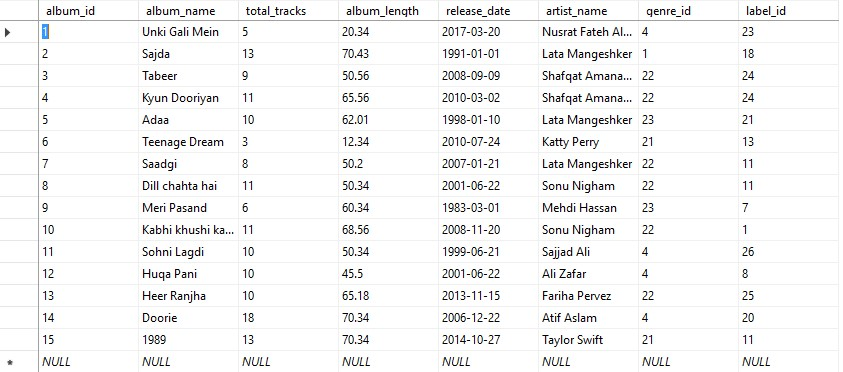 album_id album_name total_tracks album_length release_date artist_name genre_id label_id
1 Unki Gali Mein 5 20.34 2017-03-20 Nusrat Fateh Al... 4 23
2 Sajda 13 70.43 1991-01-01 Lata Mangeshker 1 18
3 Tabeer 9 50.56 2008-09-09 Shafqat Amana... 22 24
4 Kyun Dooriyan 11 65.56 2010-03-02 Shafqat Amana... 22 24
5 Adaa 10 62.01 1998-01-10 Lata Mangeshker 23 21
6 Teenage Dream 3 12.34 2010-07-24 Katty Perry 21 13
7 Saadgi 8 50.2 2007-01-21 Lata Mangeshker 22 11
8 Dill chahta hai 11 50.34 2001-06-22 Sonu Nigham 22 11
9 Meri Pasand 6 60.34 1983-03-01 Mehdi Hassan 23 7
10 Kabhi khushi ka... 11 68.56 2008-11-20 Sonu Nigham 22 1
11 Sohni Lagdi 10 50.34 1999-06-21 Sajjad Ali 4 26
12 Huqa Pani 10 45.5 2001-06-22 Ali Zafar 4 8
13 Heer Ranjha 10 65.18 2013-11-15 Fariha Pervez 22 25
14 Doorie 18 70.34 2006-12-22 Atif Aslam 4 20
15 1989 13 70.34 2014-10-27 Taylor Swift 21 11
NULL NULL NULL NULL NULL NULL NULL NULL